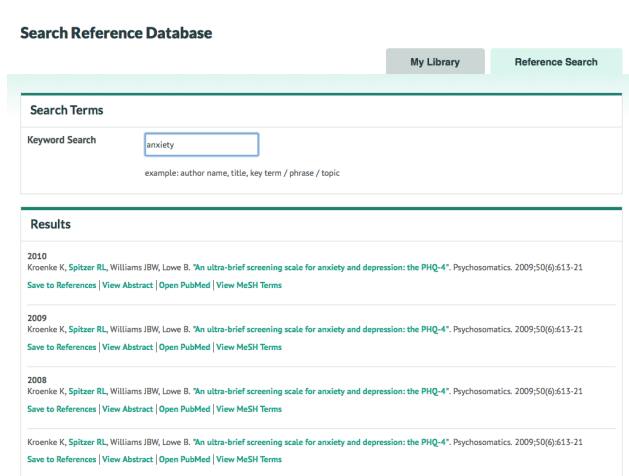 Search Reference Database
My Library
Reference Search
Search Terms
Keyword Search
anxiety
example: author name, title, key term / phrase / topic
Results
2010
Kroenke K, Spitzer RL, Williams JBW, Lowe B. "An ultra-brief screening scale for anxiety and depression: the PHQ-4". Psychosomatics. 2009;50(6):613-21
Save to References | View Abstract | Open PubMed | View MeSH Terms
2009
Kroenke K, Spitzer RL, Williams JBW, Lowe B. "An ultra-brief screening scale for anxiety and depression: the PHQ-4". Psychosomatics. 2009;50(6):613-21
Save to References | View Abstract | Open PubMed | View MeSH Terms
2008
Kroenke K, Spitzer RL, Williams JBW, Lowe B. "An ultra-brief screening scale for anxiety and depression: the PHQ-4". Psychosomatics. 2009;50(6):613-21
Save to References | View Abstract | Open PubMed | View MeSH Terms
Kroenke K, Spitzer RL, Williams JBW, Lowe B. "An ultra-brief screening scale for anxiety and depression: the PHQ-4". Psychosomatics. 2009;50(6):613-21
Save to References | View Abstract | Open PubMed | View MeSH Terms